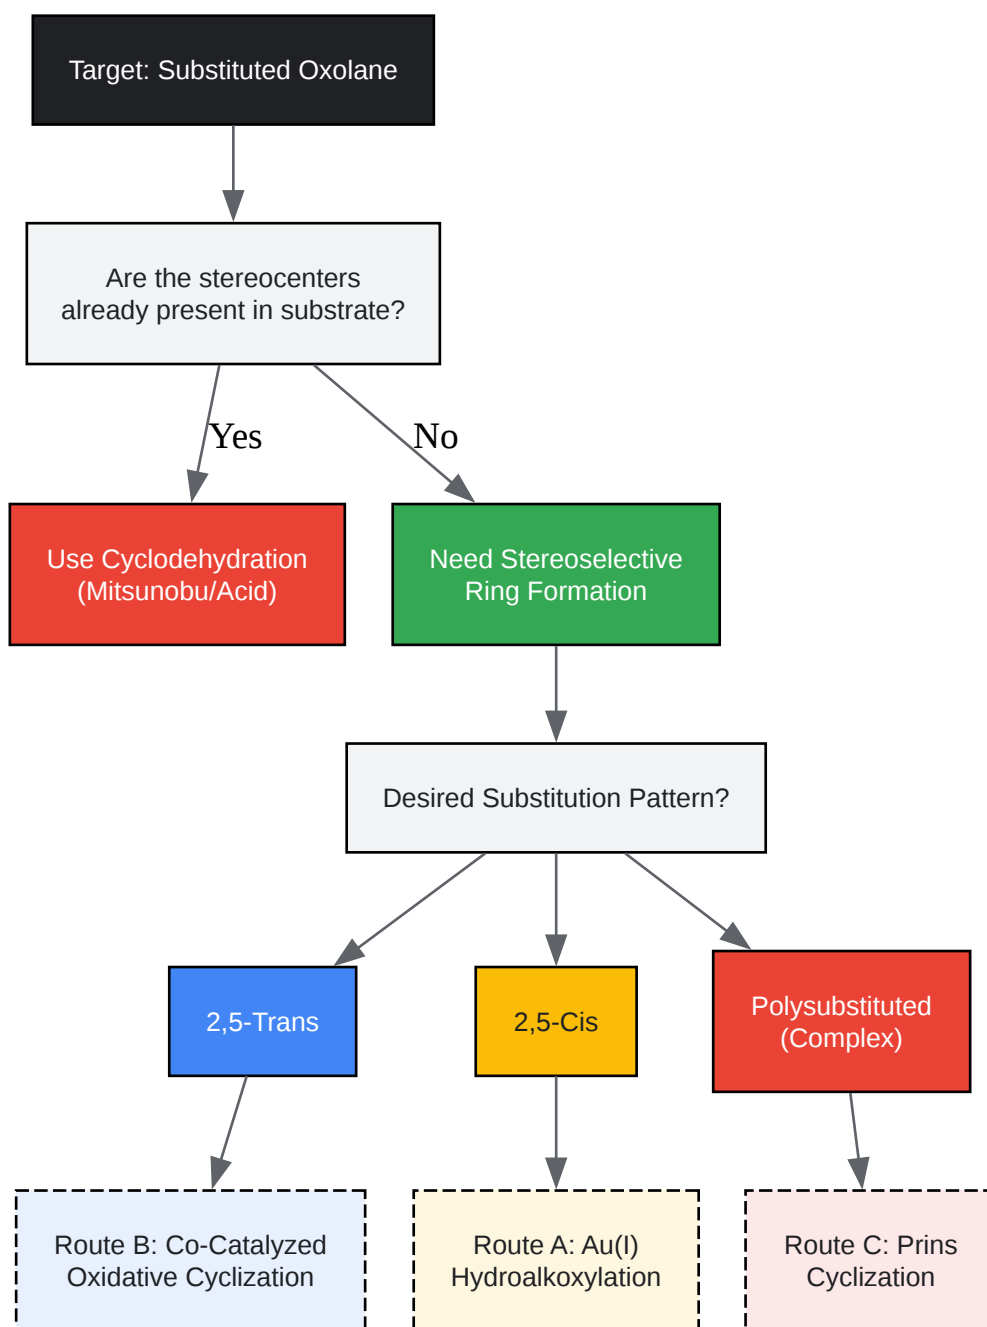 Target: Substituted Oxolane
Are the stereocenters
already present in substrate?
Yes
No
Use Cyclodehydration
(Mitsunobu/Acid)
Need Stereoselective
Ring Formation
Desired Substitution Pattern?
2,5-Trans
2,5-Cis
Polysubstituted
(Complex)
Route B: Co-Catalyzed
Oxidative Cyclization
Route A: Au(I)
Hydroalkoxylation
Route C: Prins
Cyclization